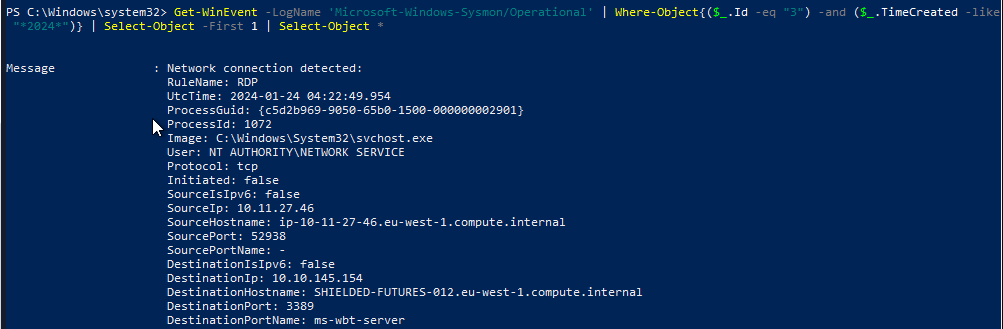 PS C:\Windows\system32> Get-WinEvent -LogName 'Microsoft-Windows-Sysmon/Operational' | Where-Object{($_.Id -eq "3") -and ($_.TimeCreated -like
"*2024*")} | Select-Object -First 1 | Select-Object *
Message : Network connection detected:
RuleName: RDP
UtcTime: 2024-01-24 04:22:49.954
ProcessGuid: {c5d2b969-9050-65b0-1500-000000002901}
ProcessId: 1072
Image: C:\Windows\System32\svchost.exe
User: NT AUTHORITY\NETWORK SERVICE
Protocol: tcp
Initiated: false
SourceIsIpv6: false
SourceIp: 10.11.27.46
SourceHostname: ip-10-11-27-46.eu-west-1.compute.internal
SourcePort: 52938
SourcePortName: -
DestinationIsIpv6: false
DestinationIp: 10.10.145.154
DestinationHostname: SHIELDED-FUTURES-012.eu-west-1.compute.internal
DestinationPort: 3389
DestinationPortName: ms-wbt-server